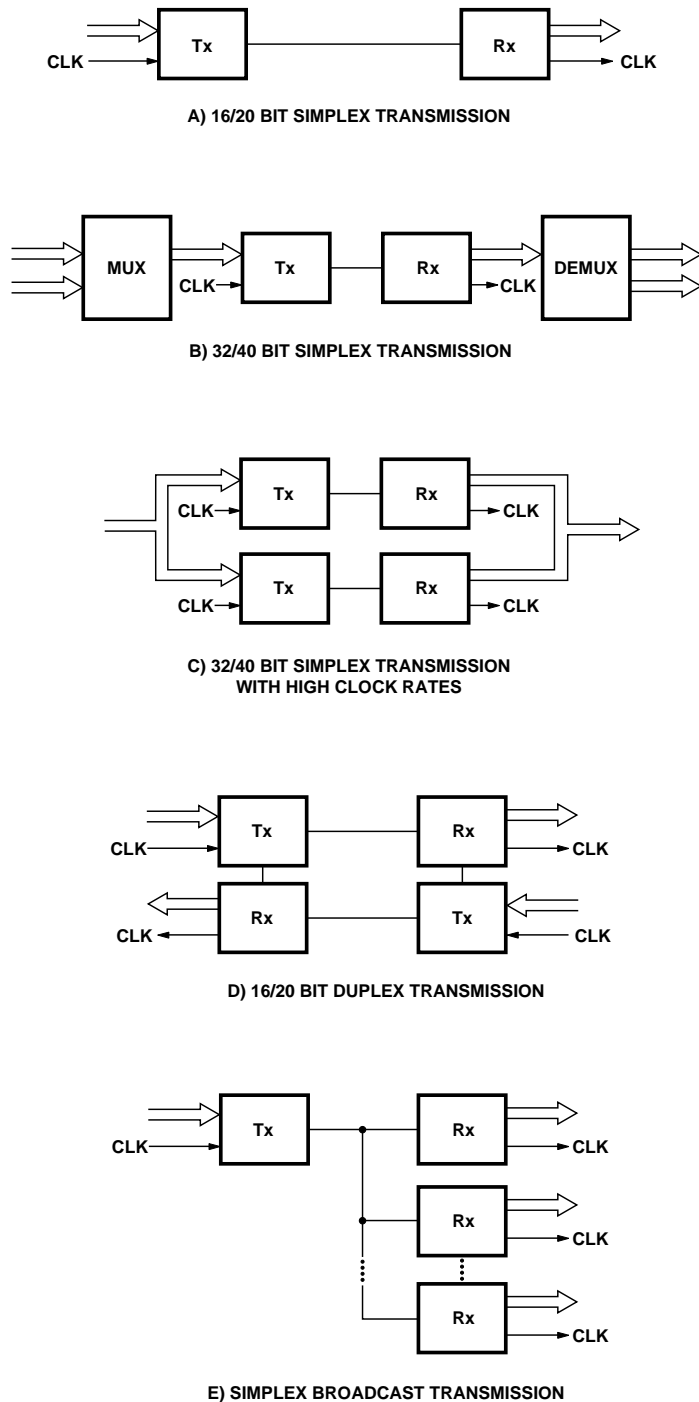 Tx Rx
CLK CLK
A) 16/20 BIT SIMPLEX TRANSMISSION
MUX Tx Rx DEMUX
CLK CLK
B) 32/40 BIT SIMPLEX TRANSMISSION
Tx Rx
CLK CLK
Tx Rx
CLK CLK
C) 32/40 BIT SIMPLEX TRANSMISSION
WITH HIGH CLOCK RATES
Tx Rx
CLK CLK
Rx Tx
CLK CLK
D) 16/20 BIT DUPLEX TRANSMISSION
Tx Rx
CLK CLK
Rx
CLK
Rx
CLK
E) SIMPLEX BROADCAST TRANSMISSION